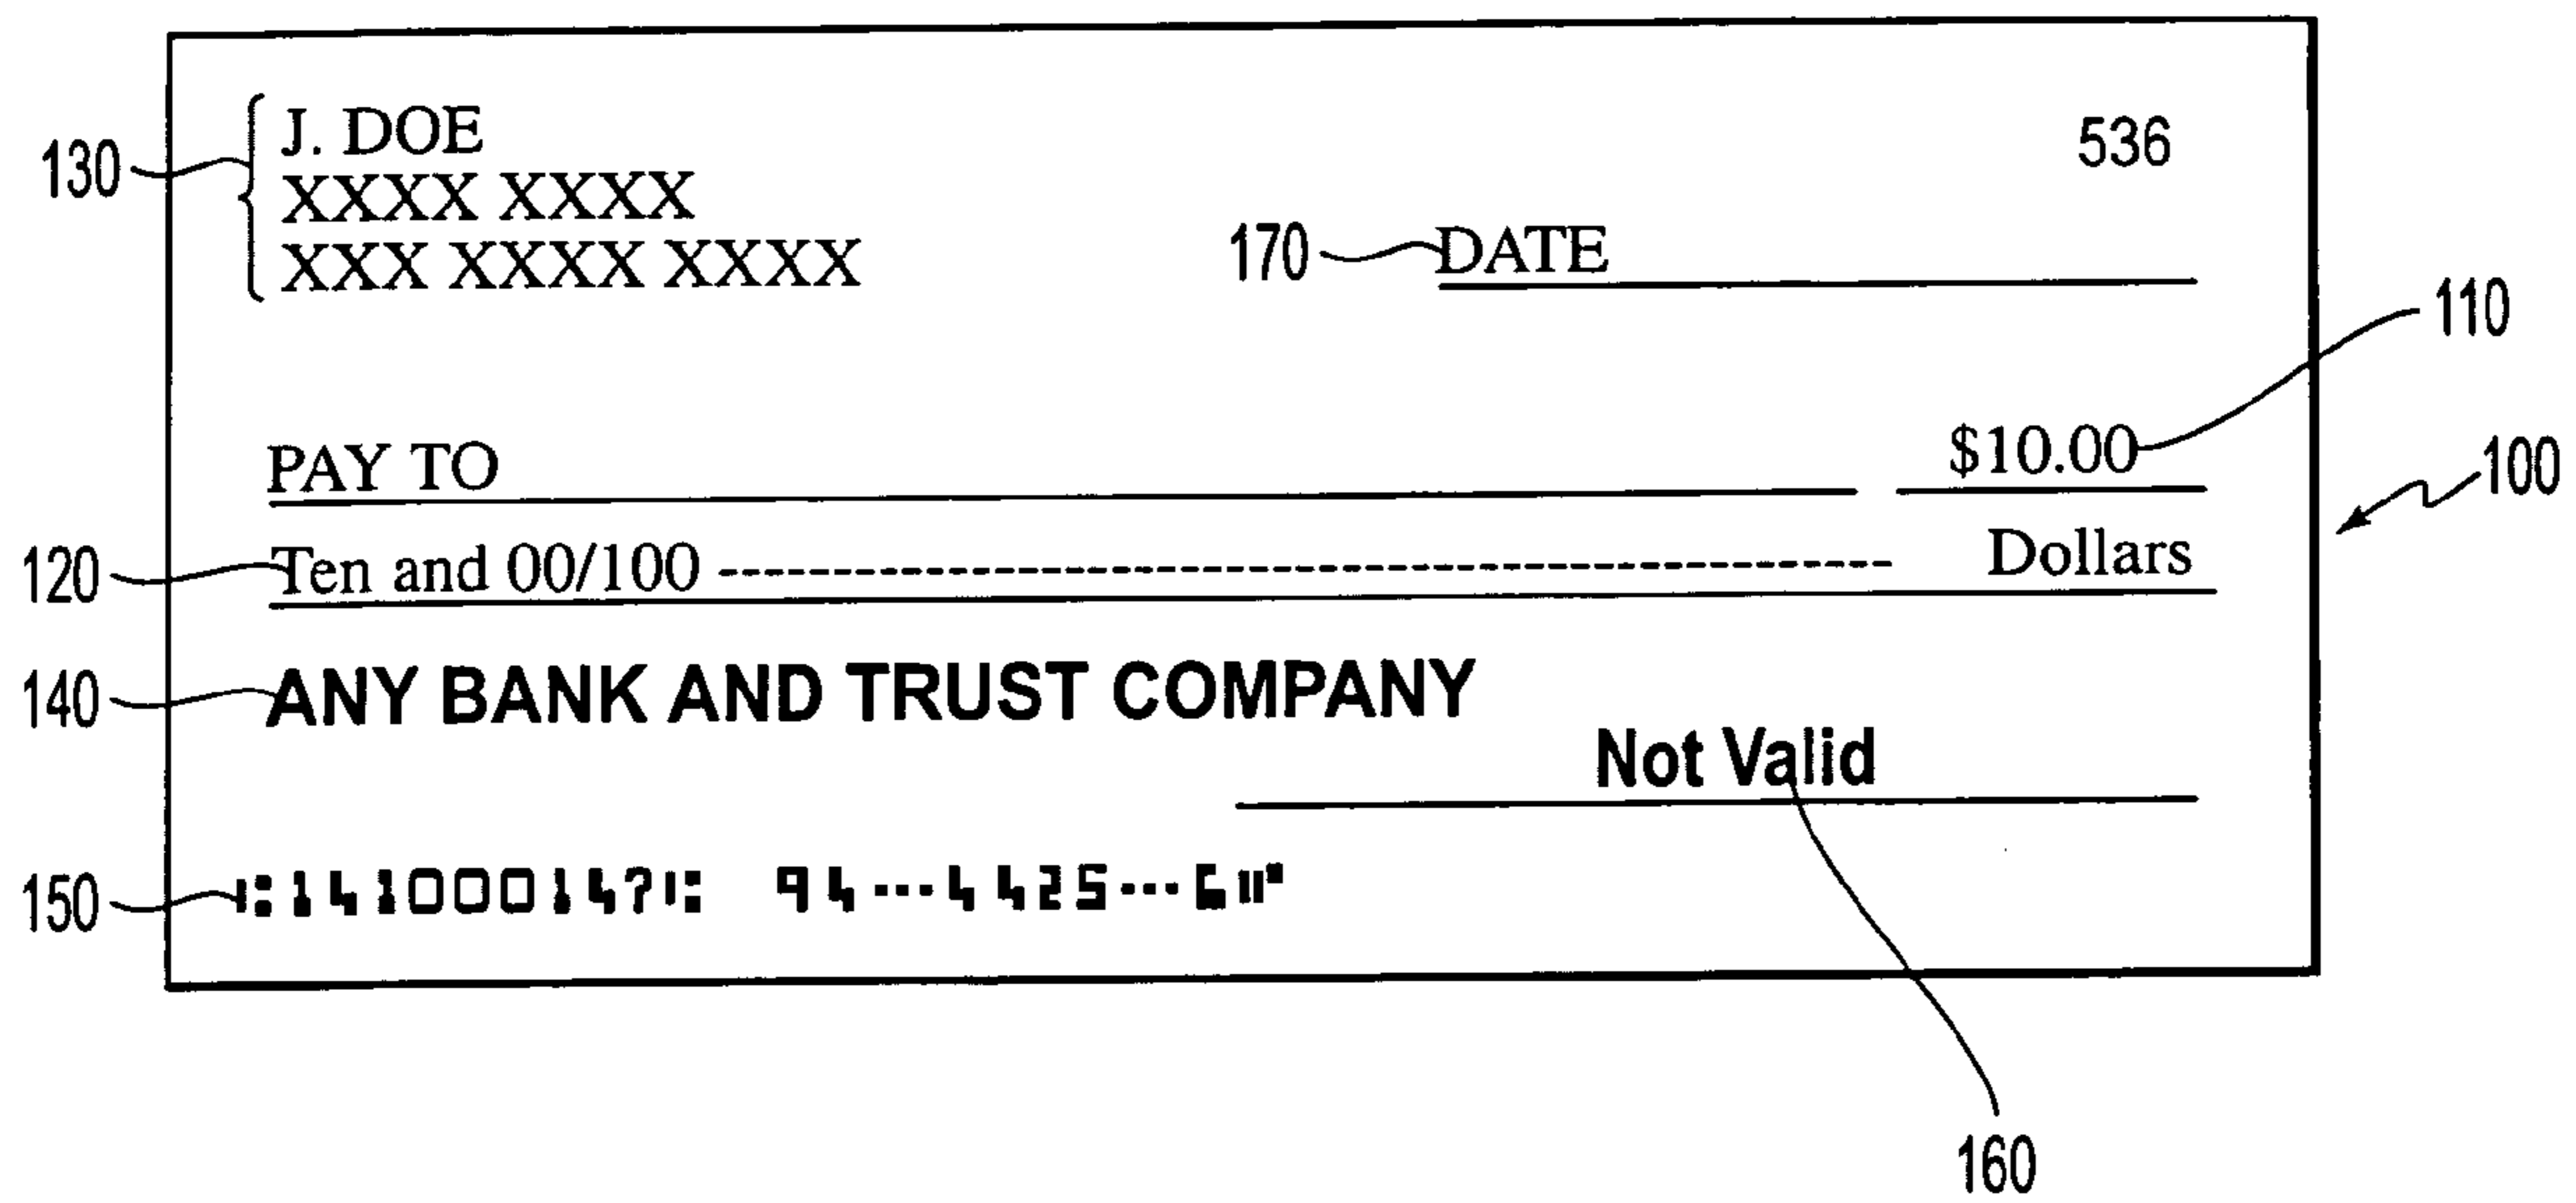 J. DOE
536
130
XXXX XXXX
XXX XXXX XXXX
170 DATE
110
PAY TO $10.00
100
120 Ten and 00/100 ------------------------------ Dollars
140 ANY BANK AND TRUST COMPANY
Not Valid
150 ⑆141000147⑆ 94⑉4425⑉6⑈
160